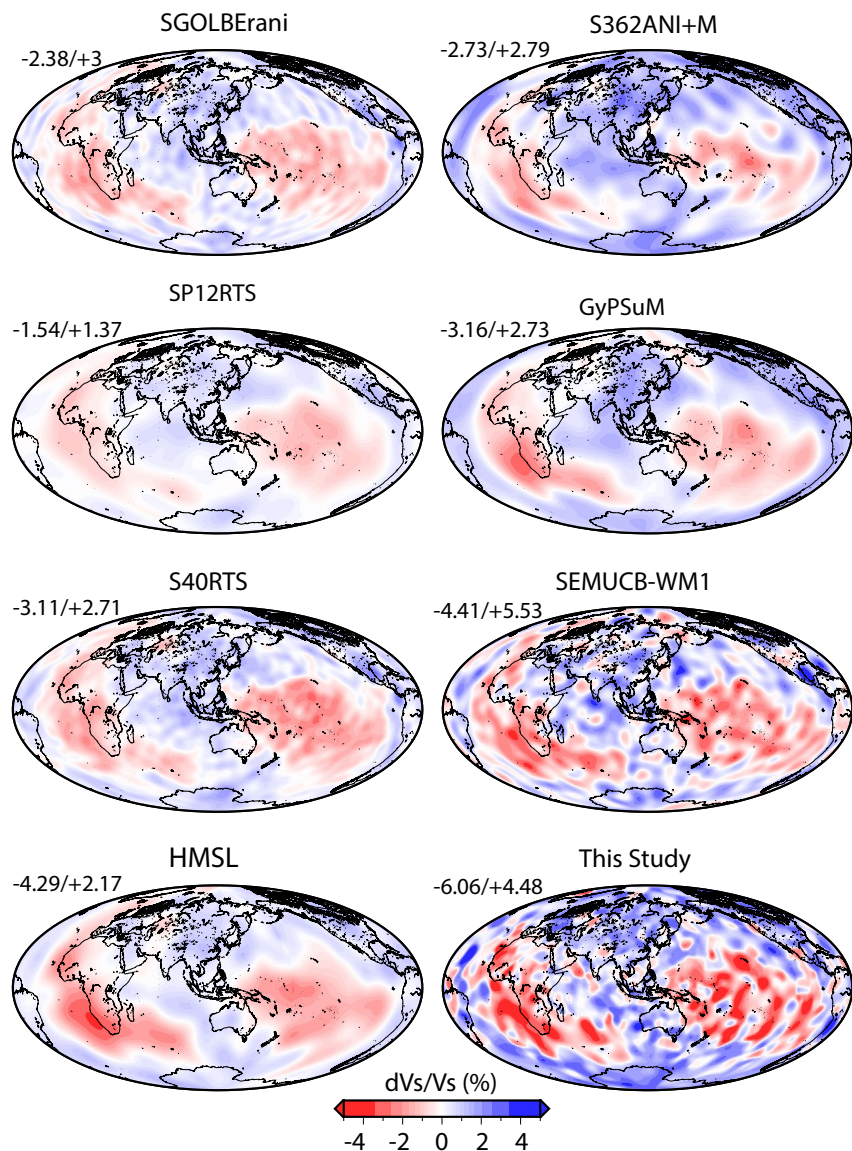 SGOLBErani
-2.38/+3
S362ANI+M
-2.73/+2.79
SP12RTS
-1.54/+1.37
GyPSuM
-3.16/+2.73
S40RTS
-3.11/+2.71
SEMUCB-WM1
-4.41/+5.53
HMSL
-4.29/+2.17
This Study
-6.06/+4.48
dVs/Vs (%)
-4 -2 0 2 4